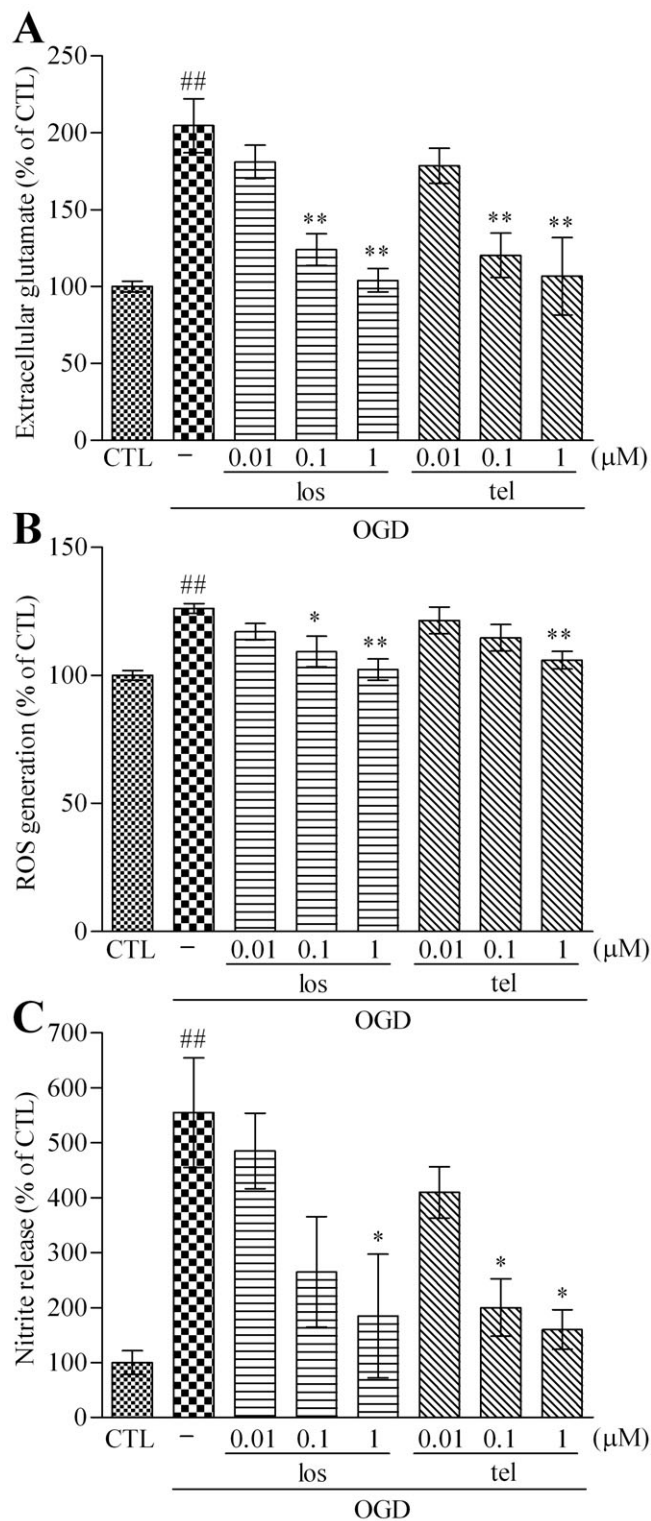 A
Extracellular glutamate (% of CTL)
250
200
150
100
50
0
##
**
**
**
**
CTL – 0.01 0.1 1 0.01 0.1 1 (µM)
los tel
OGD
B
ROS generation (% of CTL)
150
100
50
0
##
*
**
**
CTL – 0.01 0.1 1 0.01 0.1 1 (µM)
los tel
OGD
C
Nitrite release (% of CTL)
700
600
500
400
300
200
100
0
##
*
*
*
CTL – 0.01 0.1 1 0.01 0.1 1 (µM)
los tel
OGD